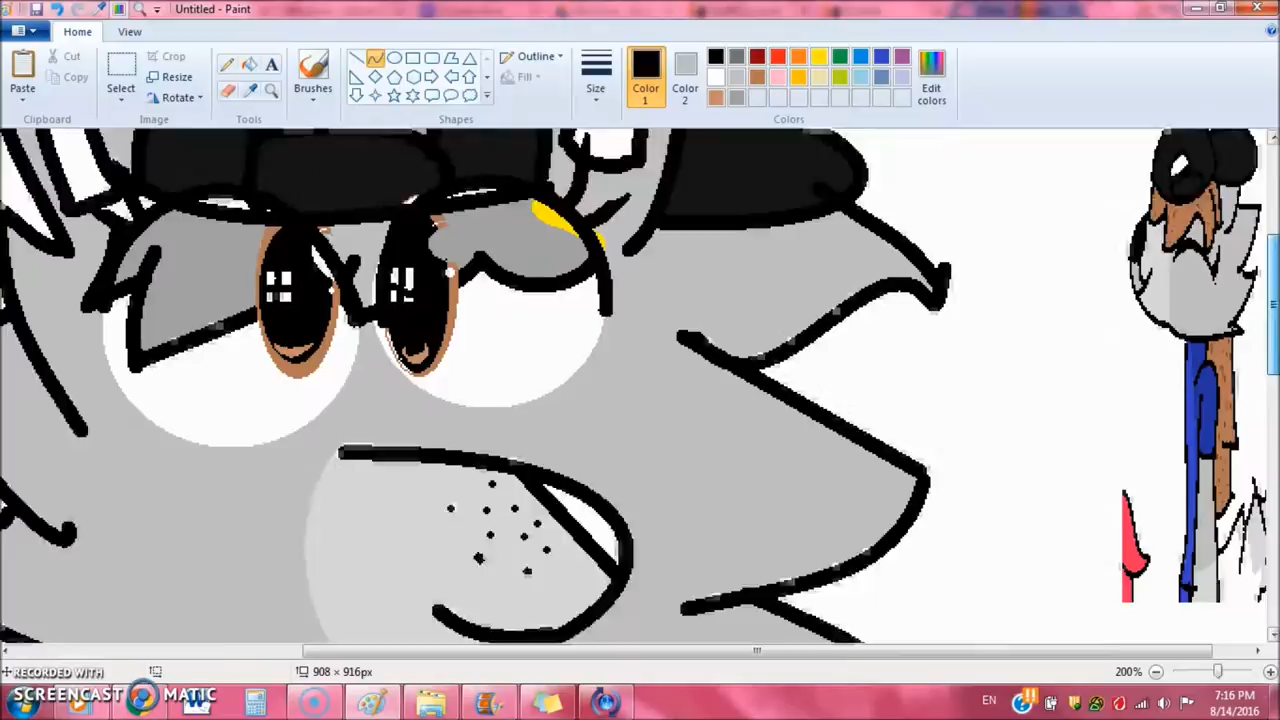 Untitled - Paint
Home
View
Paste
Cut
Copy
Clipboard
Select
Crop
Resize
Rotate
Image
A
Tools
Brushes
Shapes
Outline
Fill
Size
Color 1
Color 2
Edit colors
Colors
908 × 916px
200%
RECORDED WITH
SCREENCAST MATIC
W
EN
7:16 PM
8/14/2016